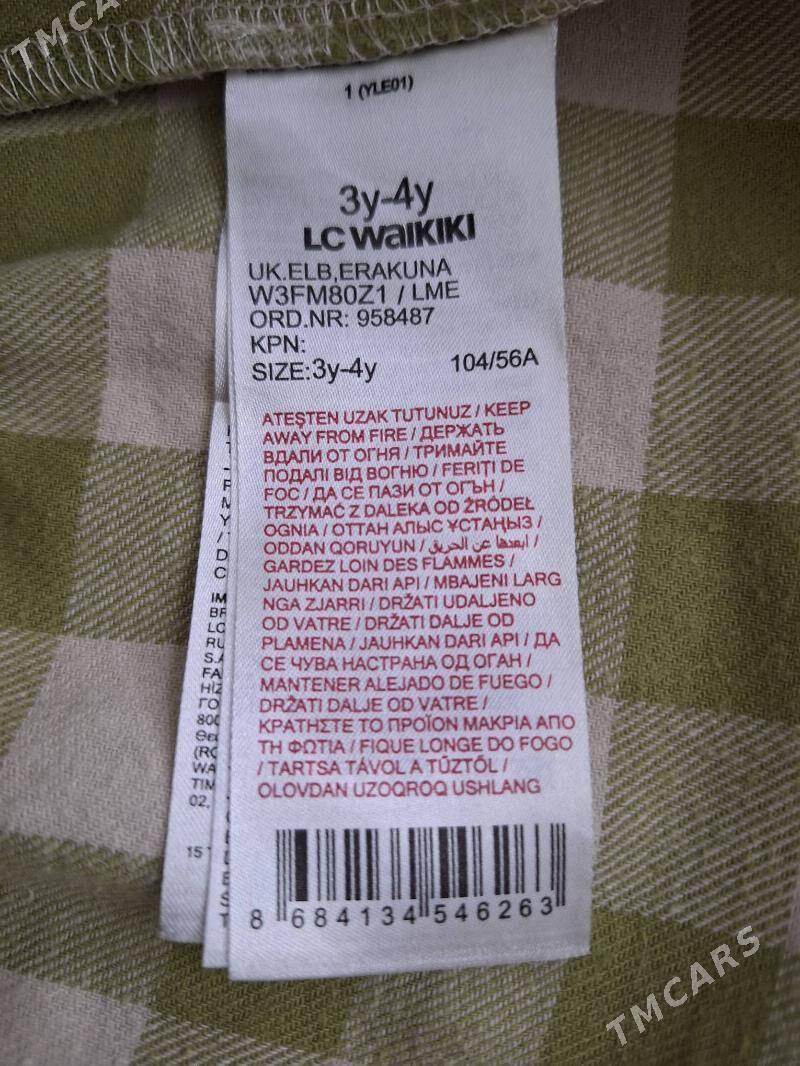 TMCARS
1 (YLE01)
3y-4y
LC WAIKIKI
UK.ELB,ERAKUNA
W3FM80Z1 / LME
ORD.NR: 958487
KPN:
SIZE:3y-4y 104/56A
ATEŞTEN UZAK TUTUNUZ / KEEP
AWAY FROM FIRE / ДЕРЖАТЬ
ВДАЛИ ОТ ОГНЯ / ТРИМАЙТЕ
ПОДАЛІ ВІД ВОГНЮ / FERIȚI DE
FOC / ДА СЕ ПАЗИ ОТ ОГЪН /
TRZYMAĆ Z DALEKA OD ŹRÓDEŁ
OGNIA / ОТТАН АЛЫС ҰСТАҢЫЗ /
ODDAN QORUYUN / ابعدها عن الحريق /
GARDEZ LOIN DES FLAMMES /
JAUHKAN DARI API / MBAJENI LARG
NGA ZJARRI / DRŽATI UDALJENO
OD VATRE / DRŽATI DALJE OD
PLAMENA / JAUHKAN DARI API / ДА
СЕ ЧУВА НАСТРАНА ОД ОГАН /
MANTENER ALEJADO DE FUEGO /
DRŽATI DALJE OD VATRE /
ΚΡΑΤΗΣΤΕ ΤΟ ΠΡΟΪΟΝ ΜΑΚΡΙΑ ΑΠΟ
ΤΗ ΦΩΤΙΑ / FIQUE LONGE DO FOGO
/ TARTSA TÁVOL A TŰZTŐL /
OLOVDAN UZOQROQ USHLANG
8 684134 546263
TMCARS